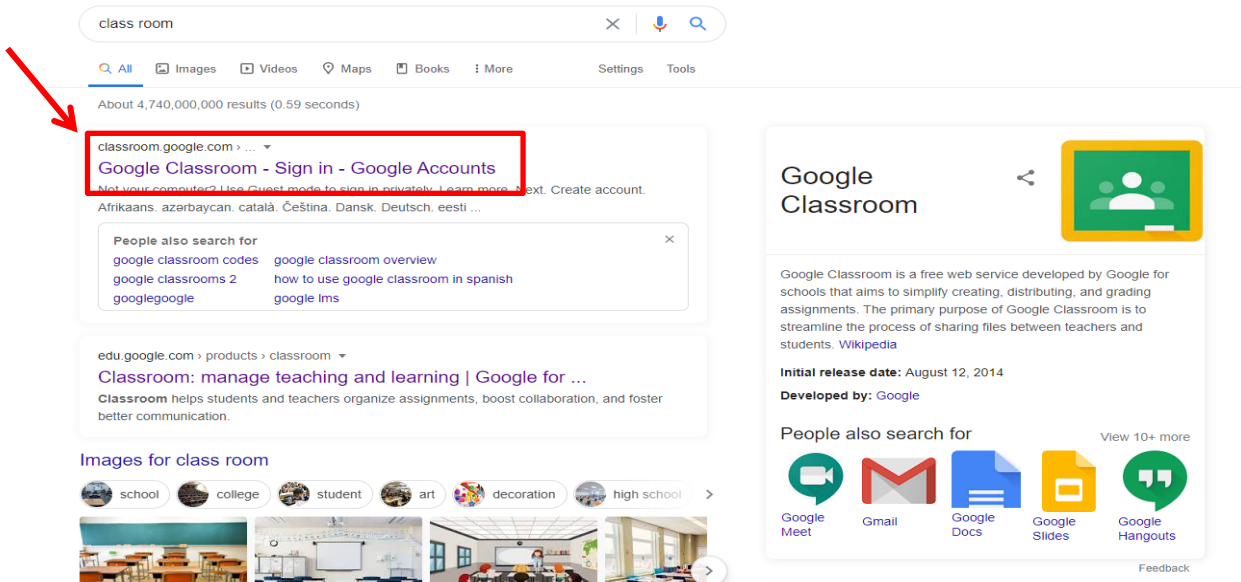 class room
All Images Videos Maps Books More Settings Tools
About 4,740,000,000 results (0.59 seconds)
classroom.google.com › ...
Google Classroom - Sign in - Google Accounts
Not your computer? Use Guest mode to sign in privately. Learn more. Next. Create account.
Afrikaans. azərbaycan. català. Čeština. Dansk. Deutsch. eesti ...
People also search for
google classroom codes google classroom overview
google classrooms 2 how to use google classroom in spanish
googlegoogle google lms
edu.google.com › products › classroom
Classroom: manage teaching and learning | Google for ...
Classroom helps students and teachers organize assignments, boost collaboration, and foster
better communication.
Images for class room
school college student art decoration high school
Google
Classroom
Google Classroom is a free web service developed by Google for
schools that aims to simplify creating, distributing, and grading
assignments. The primary purpose of Google Classroom is to
streamline the process of sharing files between teachers and
students. Wikipedia
Initial release date: August 12, 2014
Developed by: Google
People also search for View 10+ more
Google
Meet
Gmail
Google
Docs
Google
Slides
Google
Hangouts
Feedback